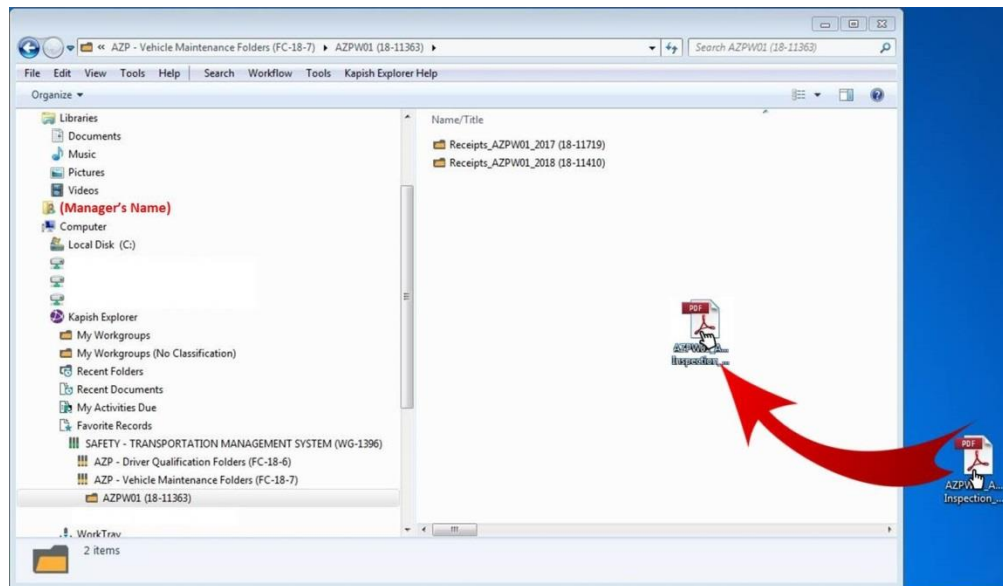 « AZP - Vehicle Maintenance Folders (FC-18-7) ▸ AZPW01 (18-11363) ▸
Search AZPW01 (18-11363)
File Edit View Tools Help Search Workflow Tools Kapish Explorer Help
Organize
Libraries
Documents
Music
Pictures
Videos
(Manager's Name)
Computer
Local Disk (C:)
Kapish Explorer
My Workgroups
My Workgroups (No Classification)
Recent Folders
Recent Documents
My Activities Due
Favorite Records
SAFETY - TRANSPORTATION MANAGEMENT SYSTEM (WG-1396)
AZP - Driver Qualification Folders (FC-18-6)
AZP - Vehicle Maintenance Folders (FC-18-7)
AZPW01 (18-11363)
WorkTray
Name/Title
Receipts_AZPW01_2017 (18-11719)
Receipts_AZPW01_2018 (18-11410)
PDF
Inspection_...
PDF
Inspection_...
2 items